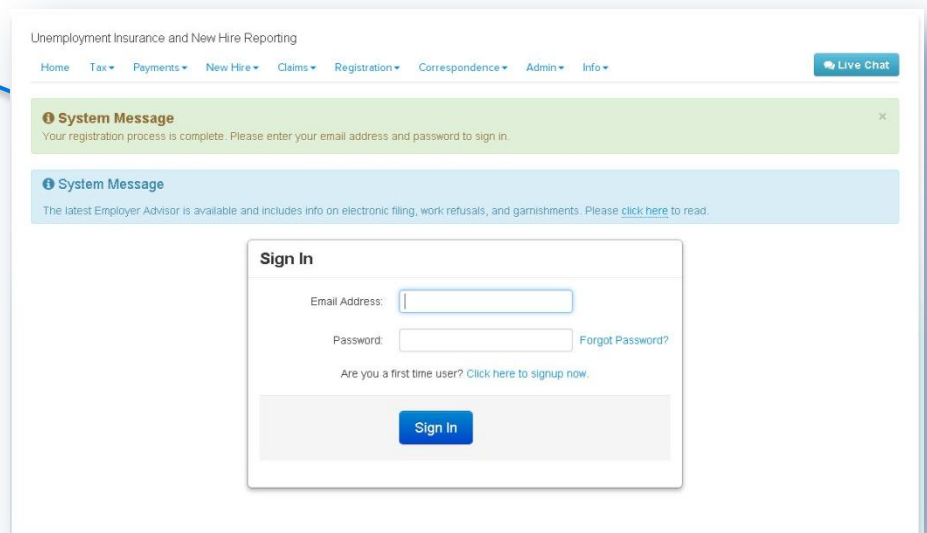 Unemployment Insurance and New Hire Reporting
Home Tax Payments New Hire Claims Registration Correspondence Admin Info Live Chat
System Message ×
Your registration process is complete. Please enter your email address and password to sign in.
System Message
The latest Employer Advisor is available and includes info on electronic filing, work refusals, and garnishments. Please click here to read.
Sign In
Email Address:
Password: Forgot Password?
Are you a first time user? Click here to signup now.
Sign In